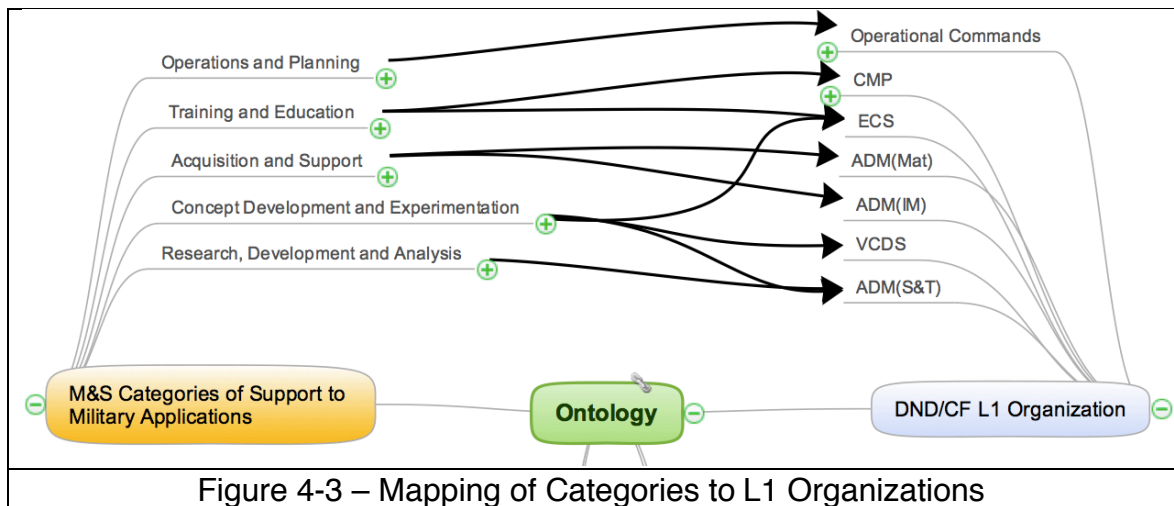 Operations and Planning
Training and Education
Acquisition and Support
Concept Development and Experimentation
Research, Development and Analysis
Operational Commands
CMP
ECS
ADM(Mat)
ADM(IM)
VCDS
ADM(S&T)
M&S Categories of Support to
Military Applications
Ontology
DND/CF L1 Organization
Figure 4-3 – Mapping of Categories to L1 Organizations